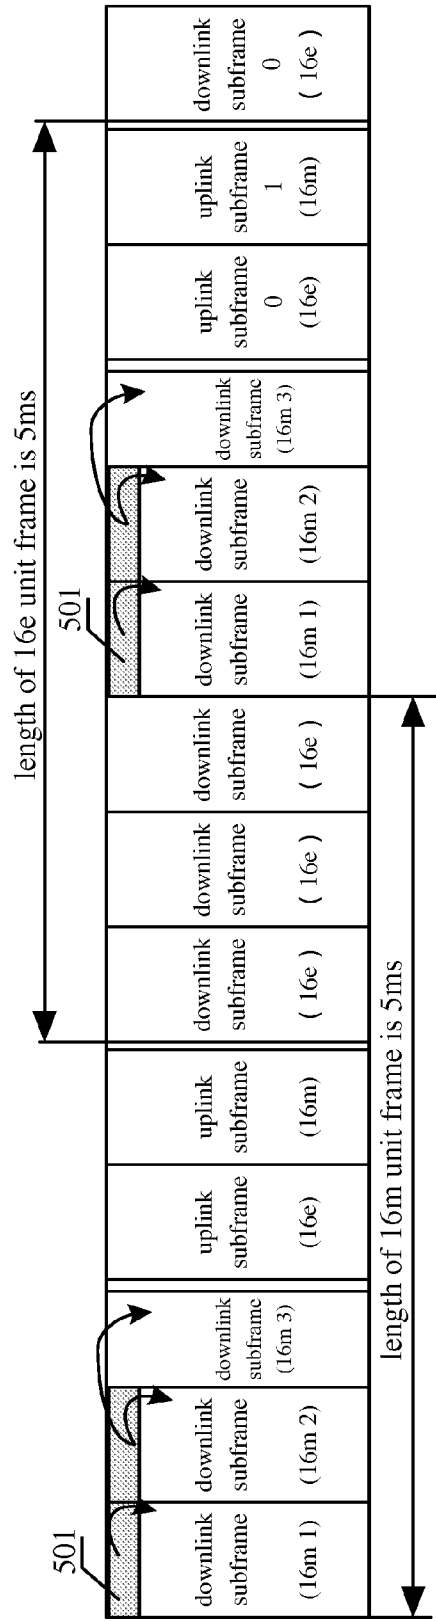 length of 16e unit frame is 5ms
501
501
downlink
subframe
(16m 1)
downlink
subframe
(16m 2)
downlink
subframe
(16m 3)
uplink
subframe
(16e)
uplink
subframe
(16m)
downlink
subframe
( 16e)
downlink
subframe
( 16e)
downlink
subframe
( 16e)
downlink
subframe
(16m 1)
downlink
subframe
(16m 2)
downlink
subframe
(16m 3)
uplink
subframe
0
(16e)
uplink
subframe
1
(16m)
downlink
subframe
0
( 16e)
length of 16m unit frame is 5ms